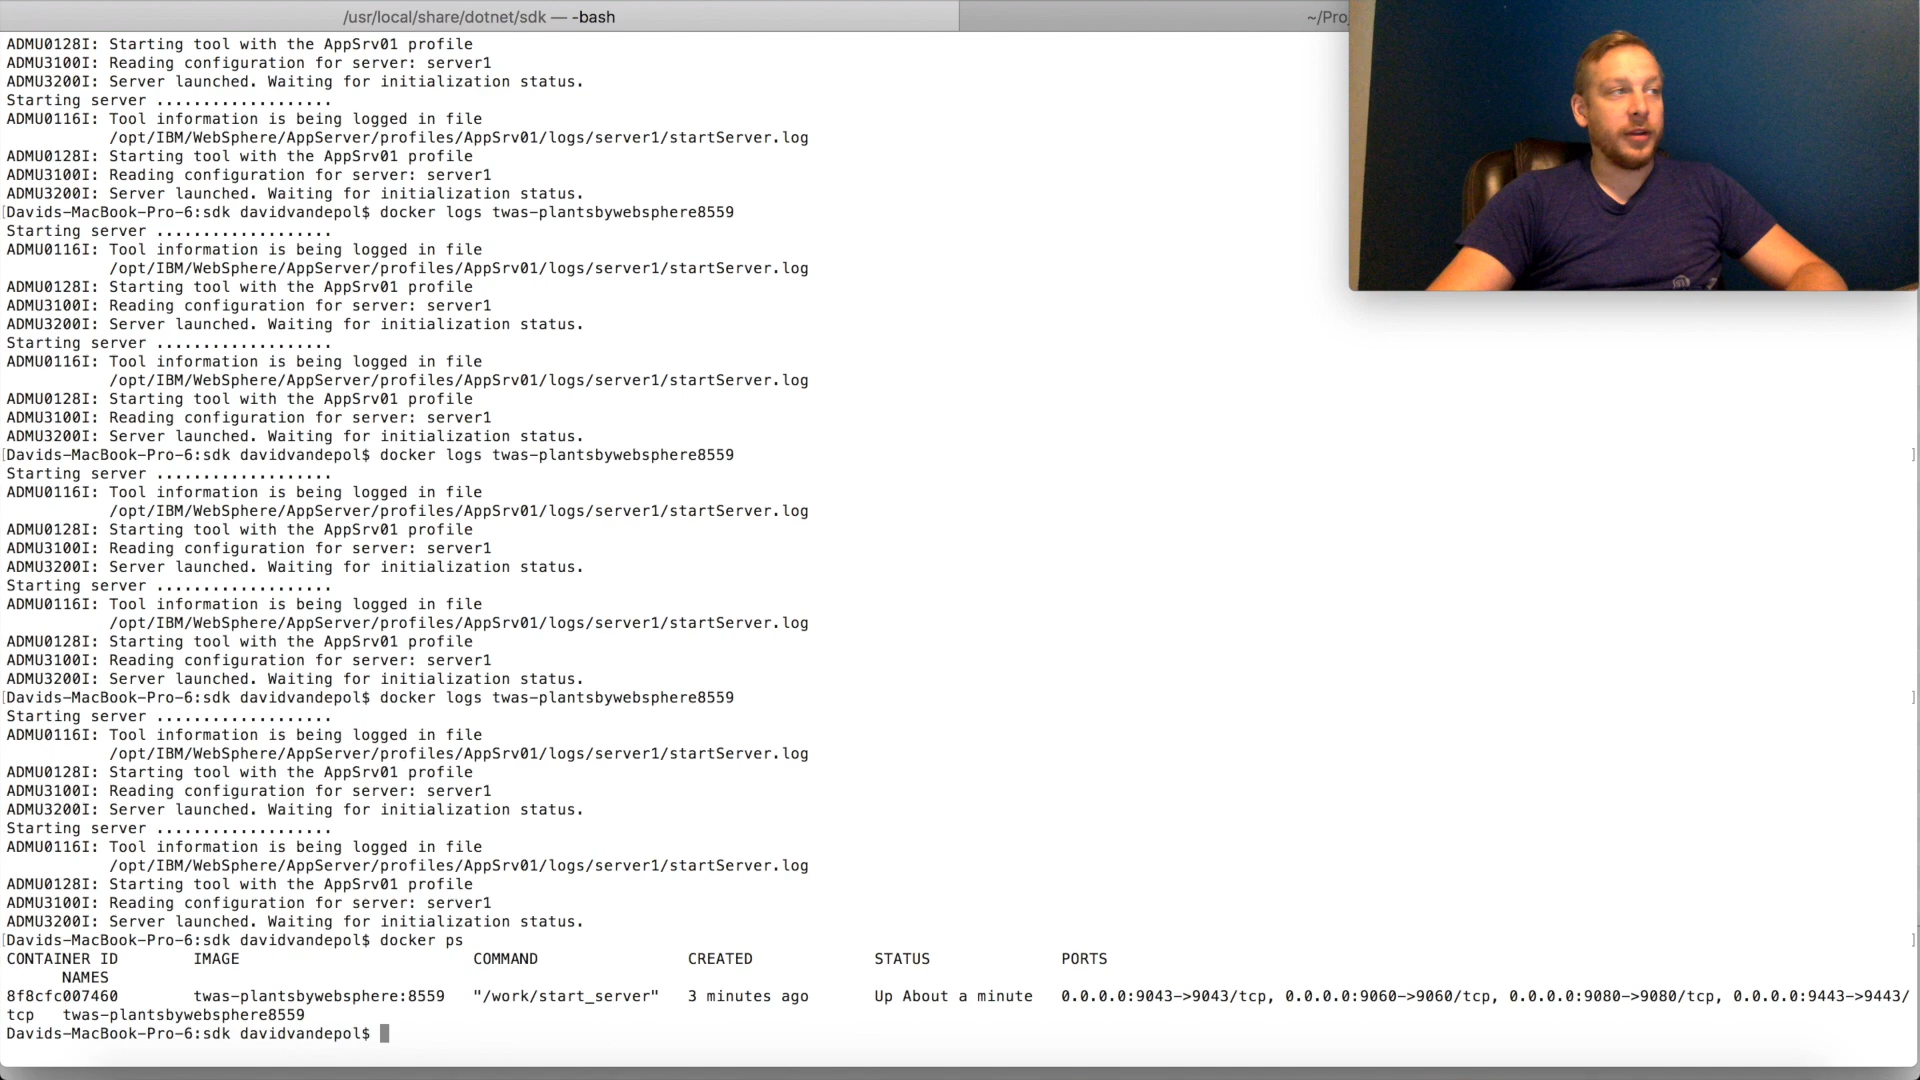 /usr/local/share/dotnet/sdk — -bash
~/Proj
ADMU0128I: Starting tool with the AppSrv01 profile
ADMU3100I: Reading configuration for server: server1
ADMU3200I: Server launched. Waiting for initialization status.
Starting server ...................
ADMU0116I: Tool information is being logged in file
/opt/IBM/WebSphere/AppServer/profiles/AppSrv01/logs/server1/startServer.log
ADMU0128I: Starting tool with the AppSrv01 profile
ADMU3100I: Reading configuration for server: server1
ADMU3200I: Server launched. Waiting for initialization status.
[Davids-MacBook-Pro-6:sdk davidvandepol$ docker logs twas-plantsbywebsphere8559
Starting server ...................
ADMU0116I: Tool information is being logged in file
/opt/IBM/WebSphere/AppServer/profiles/AppSrv01/logs/server1/startServer.log
ADMU0128I: Starting tool with the AppSrv01 profile
ADMU3100I: Reading configuration for server: server1
ADMU3200I: Server launched. Waiting for initialization status.
Starting server ...................
ADMU0116I: Tool information is being logged in file
/opt/IBM/WebSphere/AppServer/profiles/AppSrv01/logs/server1/startServer.log
ADMU0128I: Starting tool with the AppSrv01 profile
ADMU3100I: Reading configuration for server: server1
ADMU3200I: Server launched. Waiting for initialization status.
[Davids-MacBook-Pro-6:sdk davidvandepol$ docker logs twas-plantsbywebsphere8559 ]
Starting server ...................
ADMU0116I: Tool information is being logged in file
/opt/IBM/WebSphere/AppServer/profiles/AppSrv01/logs/server1/startServer.log
ADMU0128I: Starting tool with the AppSrv01 profile
ADMU3100I: Reading configuration for server: server1
ADMU3200I: Server launched. Waiting for initialization status.
Starting server ...................
ADMU0116I: Tool information is being logged in file
/opt/IBM/WebSphere/AppServer/profiles/AppSrv01/logs/server1/startServer.log
ADMU0128I: Starting tool with the AppSrv01 profile
ADMU3100I: Reading configuration for server: server1
ADMU3200I: Server launched. Waiting for initialization status.
[Davids-MacBook-Pro-6:sdk davidvandepol$ docker logs twas-plantsbywebsphere8559 ]
Starting server ...................
ADMU0116I: Tool information is being logged in file
/opt/IBM/WebSphere/AppServer/profiles/AppSrv01/logs/server1/startServer.log
ADMU0128I: Starting tool with the AppSrv01 profile
ADMU3100I: Reading configuration for server: server1
ADMU3200I: Server launched. Waiting for initialization status.
Starting server ...................
ADMU0116I: Tool information is being logged in file
/opt/IBM/WebSphere/AppServer/profiles/AppSrv01/logs/server1/startServer.log
ADMU0128I: Starting tool with the AppSrv01 profile
ADMU3100I: Reading configuration for server: server1
ADMU3200I: Server launched. Waiting for initialization status.
[Davids-MacBook-Pro-6:sdk davidvandepol$ docker ps ]
CONTAINER ID IMAGE COMMAND CREATED STATUS PORTS
NAMES
8f8cfc007460 twas-plantsbywebsphere:8559 "/work/start_server" 3 minutes ago Up About a minute 0.0.0.0:9043->9043/tcp, 0.0.0.0:9060->9060/tcp, 0.0.0.0:9080->9080/tcp, 0.0.0.0:9443->9443/
tcp twas-plantsbywebsphere8559
Davids-MacBook-Pro-6:sdk davidvandepol$